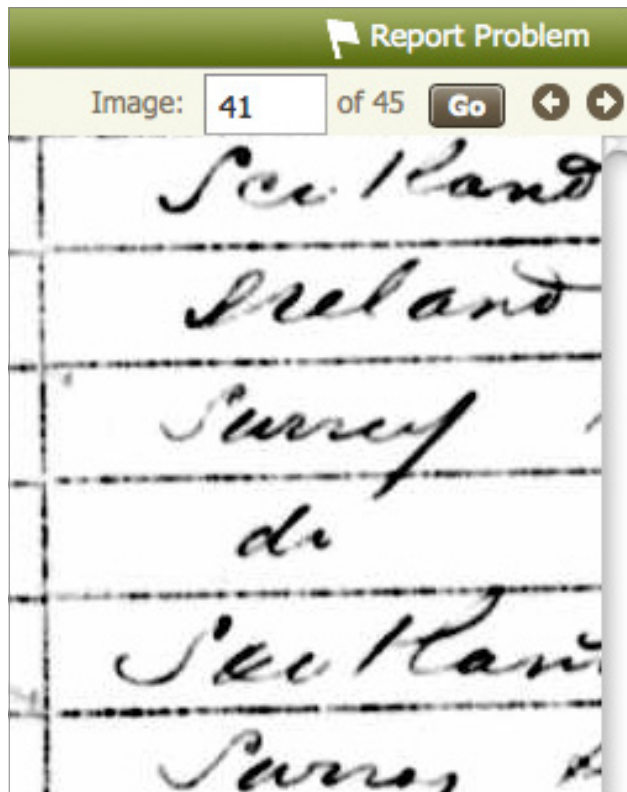 Report Problem
Image: 41 of 45 Go
Scotland
Ireland
Surrey
do
Scotland
Surrey